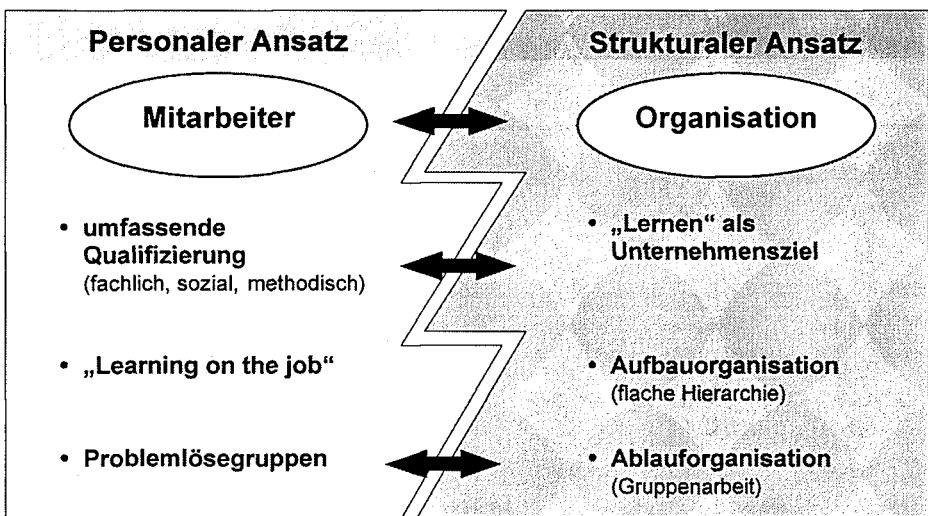 Personaler Ansatz
Mitarbeiter
• umfassende
Qualifizierung
(fachlich, sozial, methodisch)
• „Learning on the job“
• Problemlösegruppen
Strukturaler Ansatz
Organisation
• „Lernen“ als
Unternehmensziel
• Aufbauorganisation
(flache Hierarchie)
• Ablauforganisation
(Gruppenarbeit)